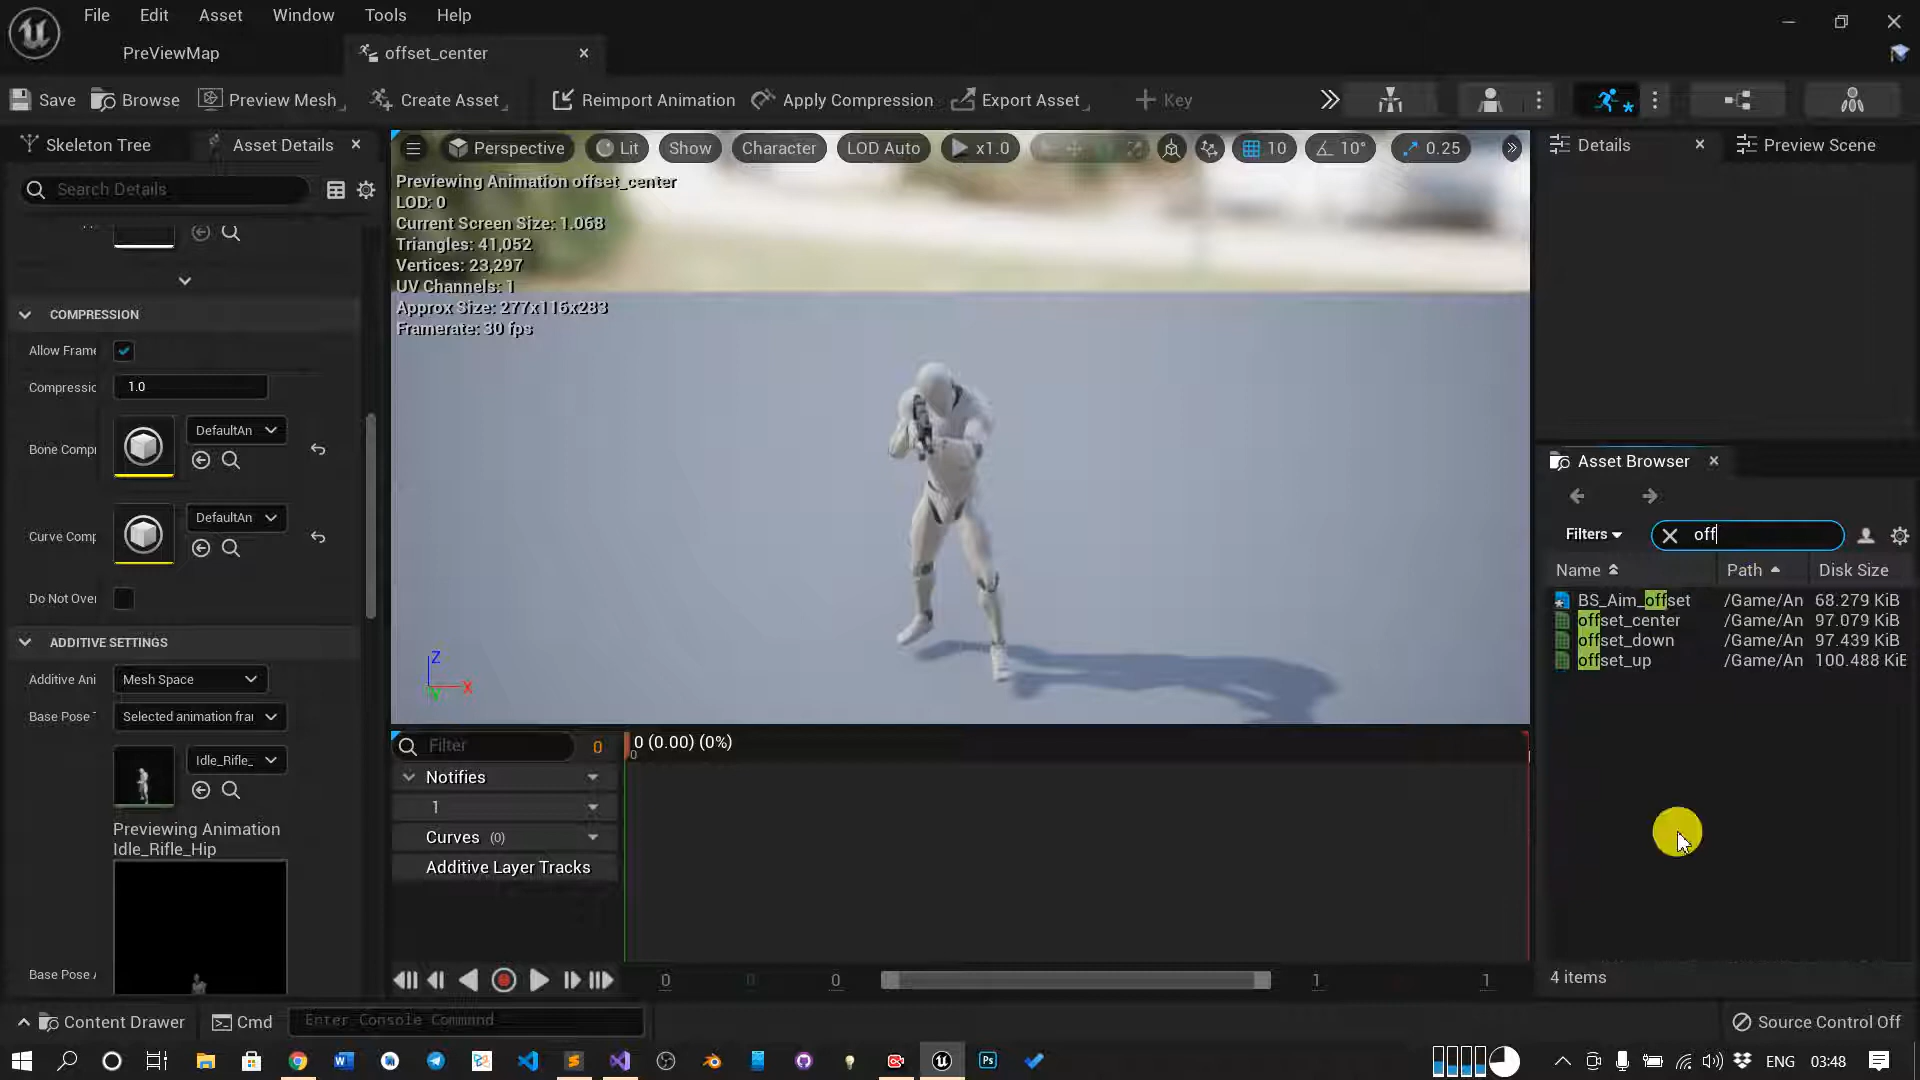 File Edit Asset Window Tools Help
PreViewMap offset_center
Save Browse Preview Mesh Create Asset Reimport Animation Apply Compression Export Asset Key
Skeleton Tree Asset Details
Search Details
Perspective Lit Show Character LOD Auto x1.0 10 10° 0.25
Previewing Animation offset_center
LOD: 0
Current Screen Size: 1.068
Triangles: 41,052
Vertices: 23,297
UV Channels: 1
Approx Size: 277x116x283
Framerate: 30 fps
COMPRESSION
Allow Frame
Compressic 1.0
Bone Compi DefaultAn
Curve Comp DefaultAn
Do Not Over
ADDITIVE SETTINGS
Additive Ani Mesh Space
Base Pose Selected animation frai
Idle_Rifle_
Previewing Animation
Idle_Rifle_Hip
Base Pose
Z
X
Y
Filter 0 0 (0.00) (0%)
0
Notifies
1
Curves (0)
Additive Layer Tracks
0 0 0 1 1
Details Preview Scene
Asset Browser
Filters off
Name Path Disk Size
BS_Aim_offset /Game/An 68.279 KiB
offset_center /Game/An 97.079 KiB
offset_down /Game/An 97.439 KiB
offset_up /Game/An 100.488 KiB
4 items
Content Drawer Cmd Enter Console Command Source Control Off
ENG 03:48